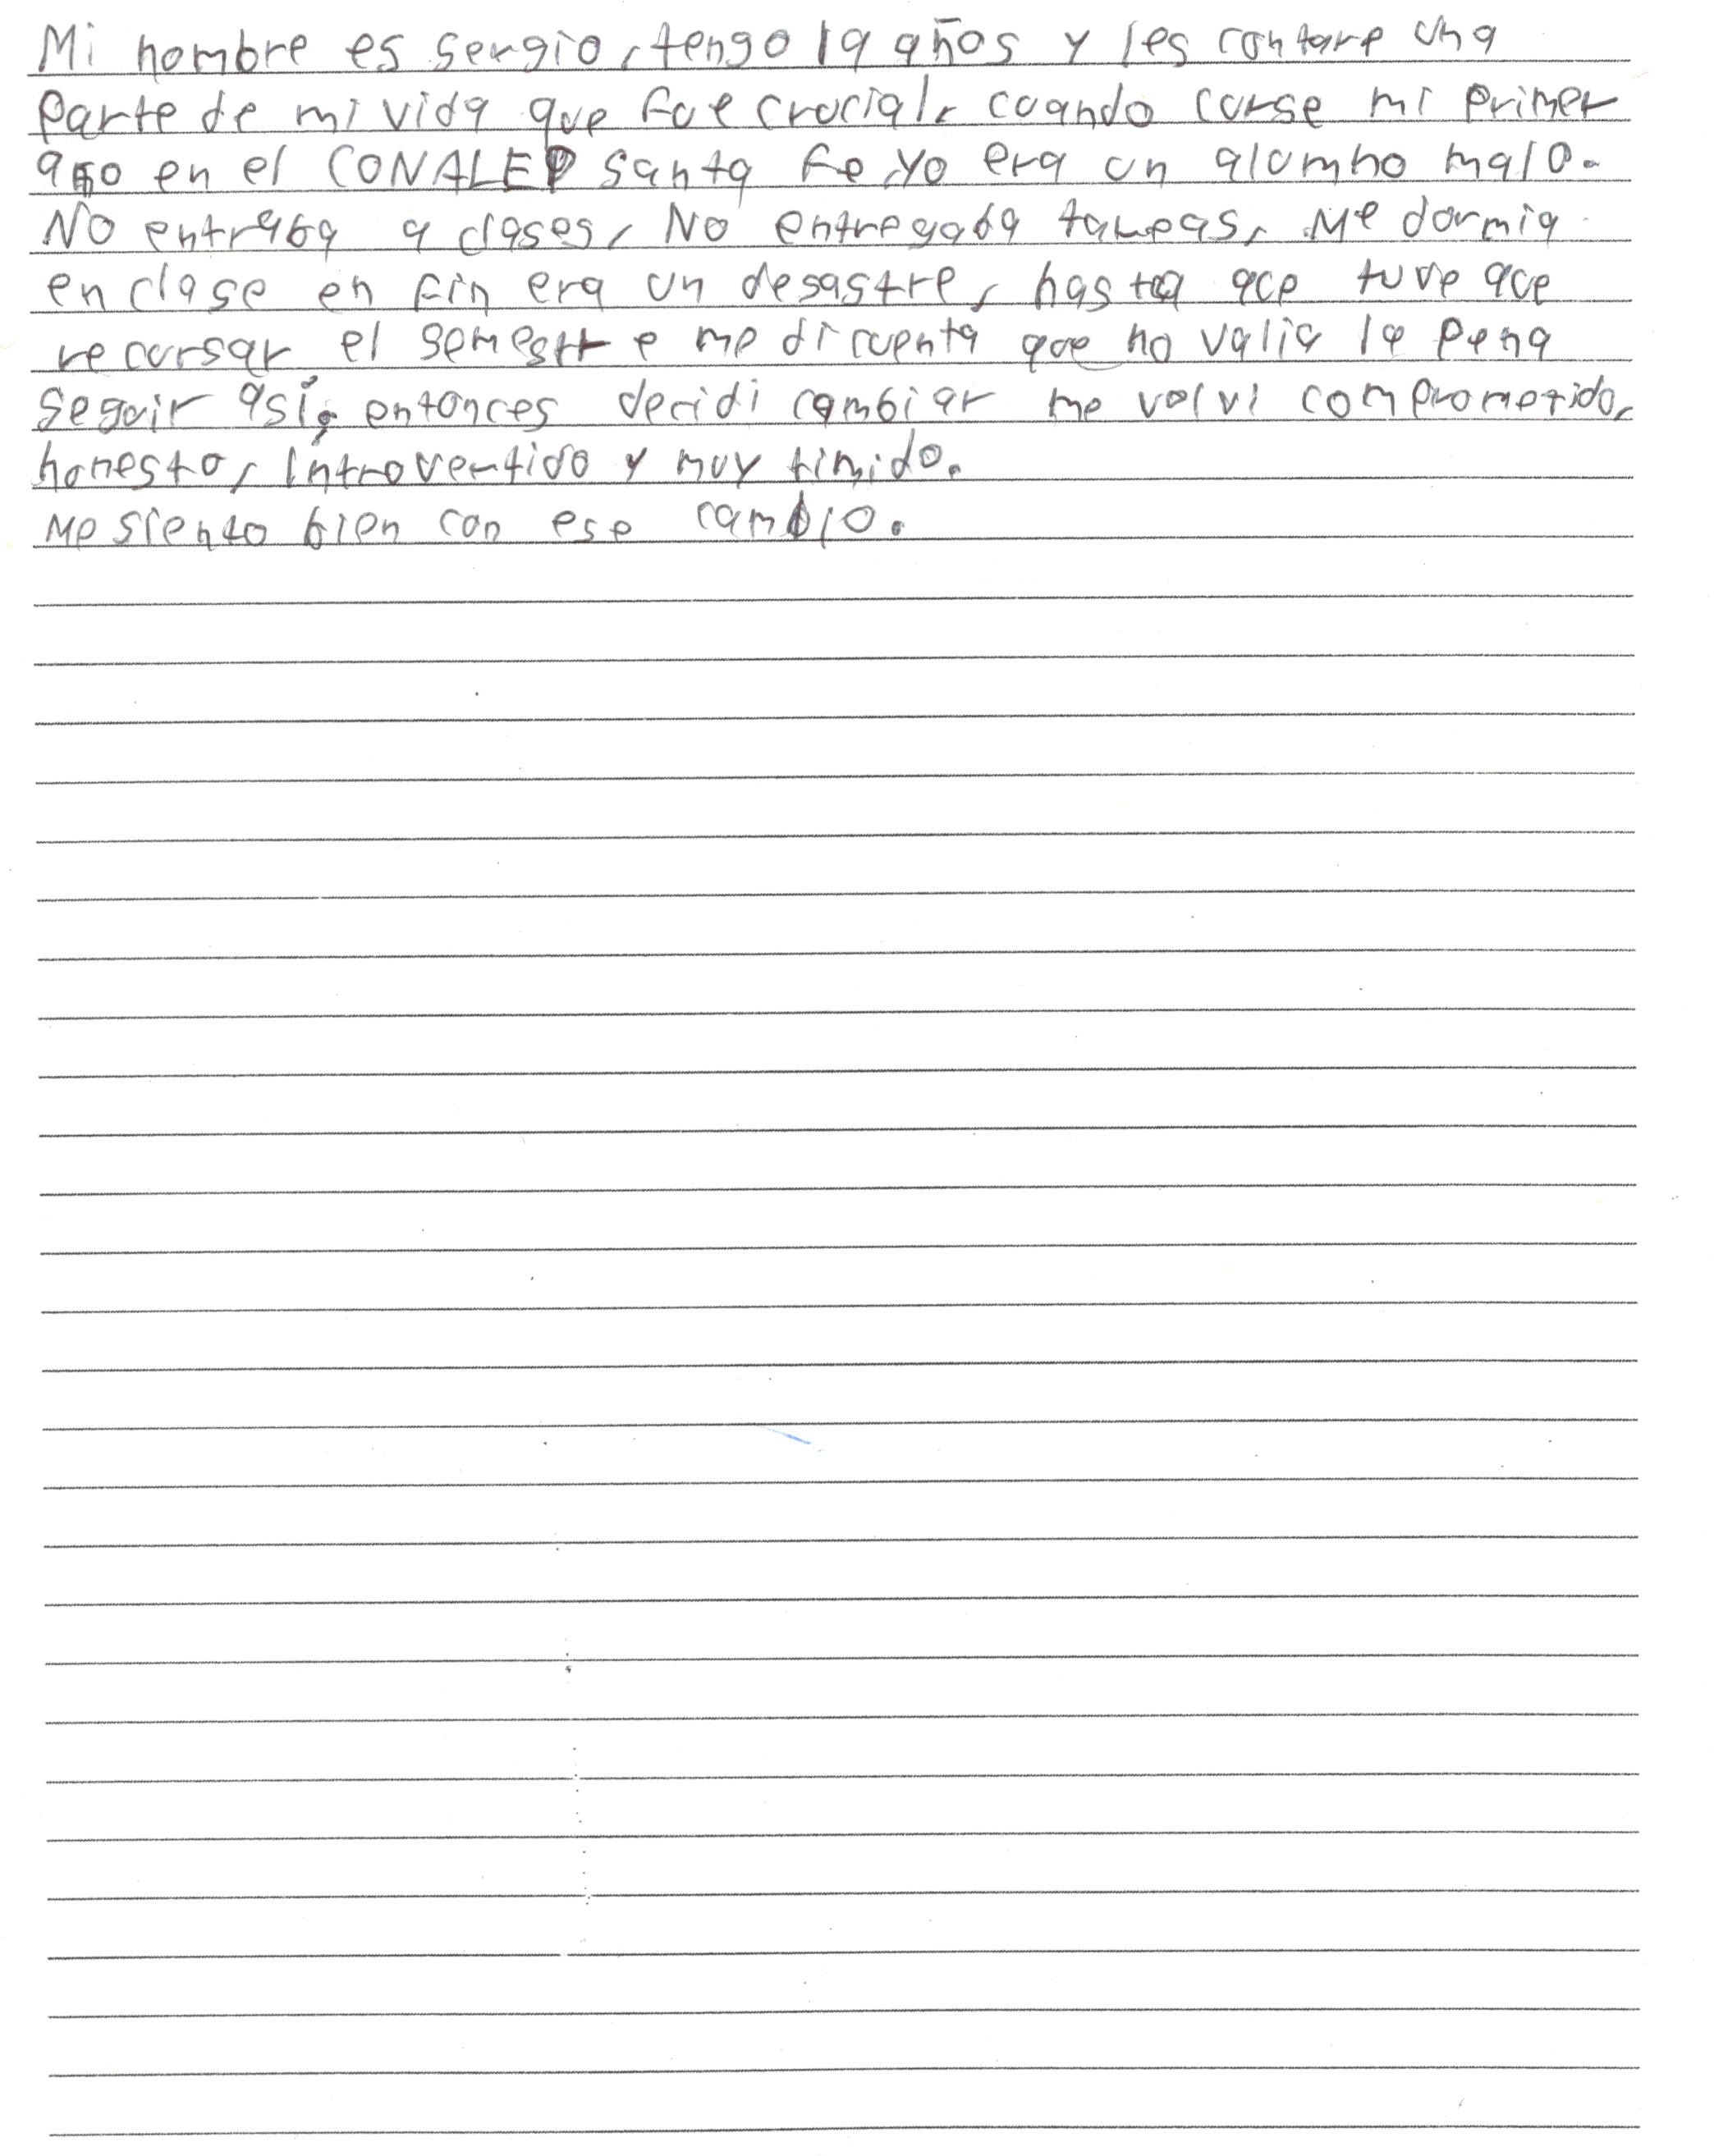 Mi nombre es sergio, tengo 19 años y les contare una
parte de mi vida que fue crucial, cuando curse mi primer
año en el CONALEP Santa Fe, yo era un alumno malo.
No entraba a clases, No entregaba tareas, Me dormia
en clase en fin era un desastre, hasta que tuve que
recursar el semestre me di cuenta que no valia la pena
seguir así, entonces decidi cambiar me volvi comprometido,
honesto, introvertido y muy timido.
Me siento bien con ese cambio.